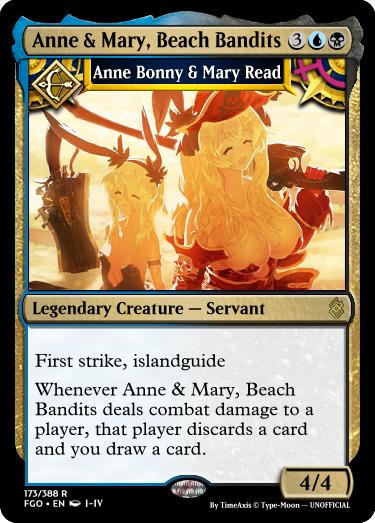 Anne & Mary, Beach Bandits 3
Anne Bonny & Mary Read
Legendary Creature — Servant
First strike, islandguide
Whenever Anne & Mary, Beach
Bandits deals combat damage to a
player, that player discards a card
and you draw a card.
4/4
173/388 R
FGO • EN I-IV
By TimeAxis © Type-Moon — UNOFFICIAL